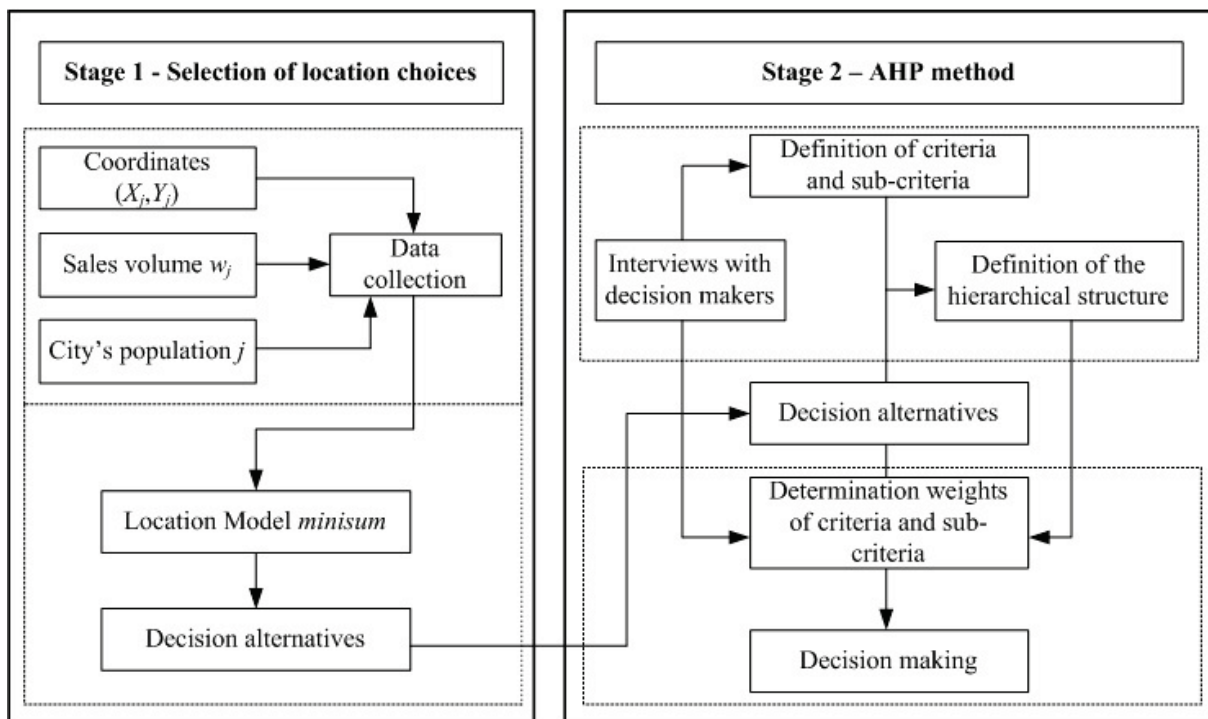 Stage 1 - Selection of location choices
Coordinates
(Xj,Yj)
Sales volume wj
City's population j
Data
collection
Location Model minisum
Decision alternatives
Stage 2 – AHP method
Definition of criteria
and sub-criteria
Interviews with
decision makers
Definition of the
hierarchical structure
Decision alternatives
Determination weights
of criteria and sub-
criteria
Decision making